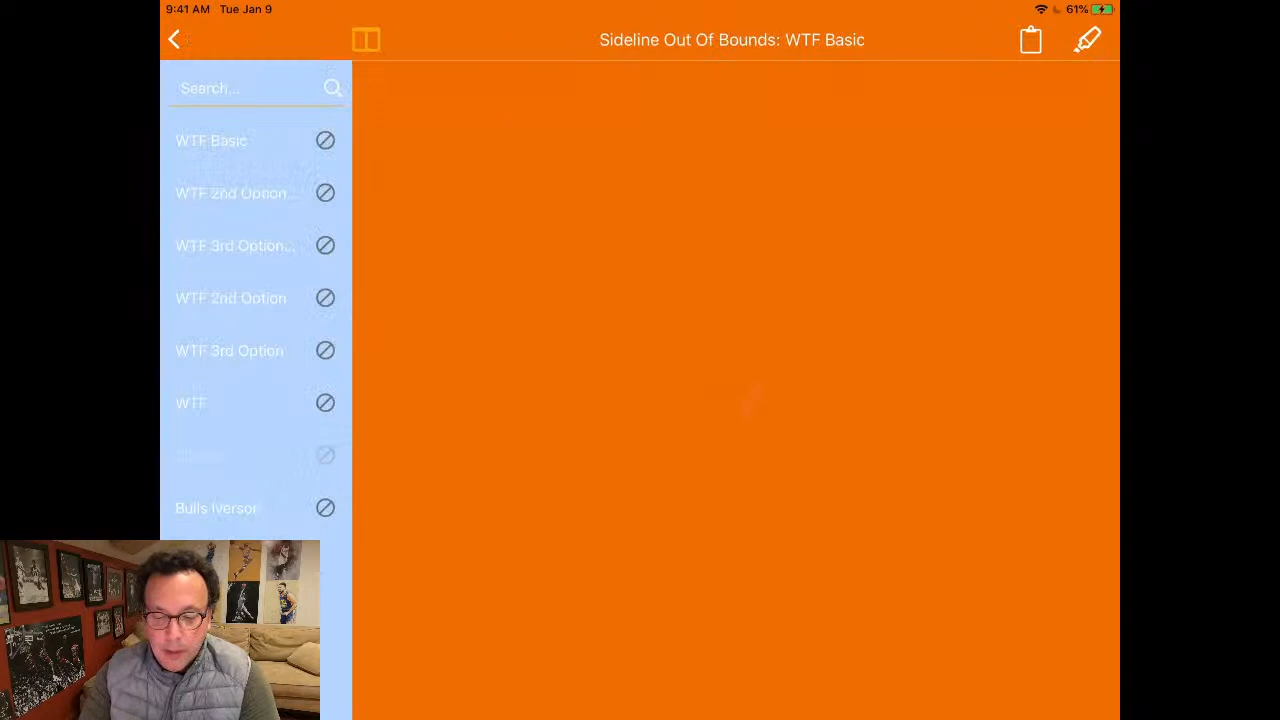 9:41 AM Tue Jan 9
61%
Sideline Out Of Bounds: WTF Basic
Search...
WTF Basic
WTF 2nd Option...
WTF 3rd Option...
WTF 2nd Option
WTF 3rd Option
WTF
Bulls Iverson